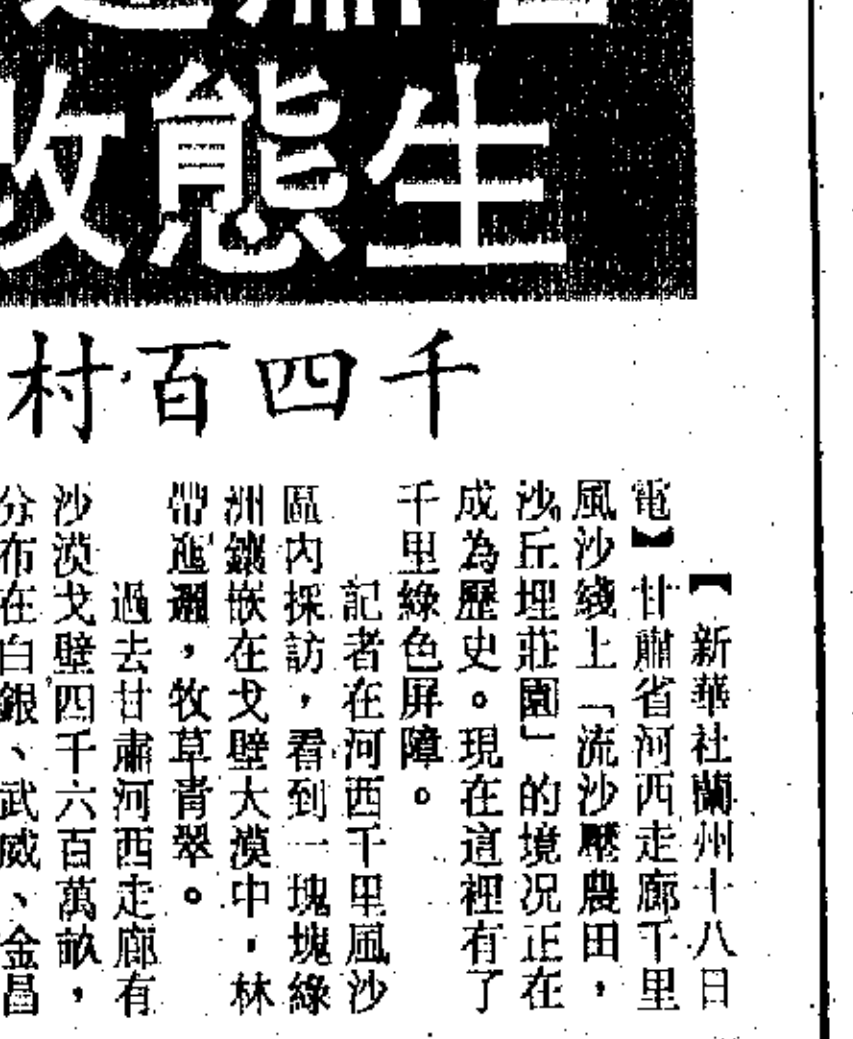 生態
千四百村
【新華社蘭州十八日
電】甘肅省河西走廊千里
風沙綫上「流沙壓農田，
沙丘埋莊園」的境况正在
成為歷史。現在這裡有了
千里綠色屏障。
記者在河西千里風沙
區內採訪，看到一塊塊綠
洲鑲嵌在戈壁大漠中，林
帶迤邐，牧草青翠。
過去甘肅河西走廊有
沙漠戈壁四千六百萬畝，
分布在白銀、武威、金昌